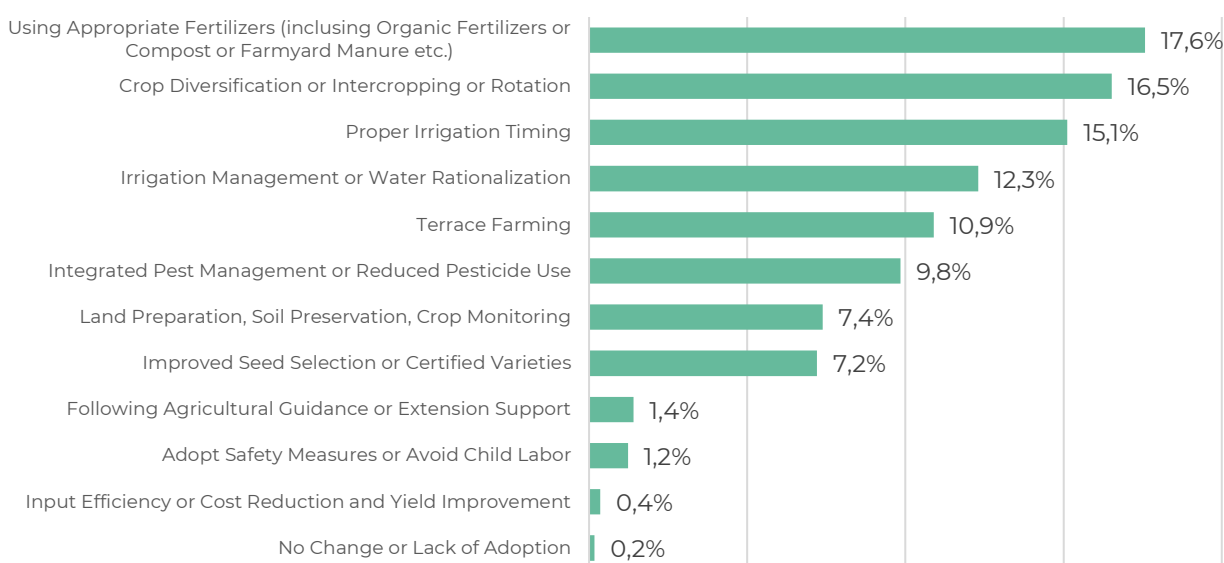 Using Appropriate Fertilizers (inclusing Organic Fertilizers or
Compost or Farmyard Manure etc.)
17,6%
Crop Diversification or Intercropping or Rotation
16,5%
Proper Irrigation Timing
15,1%
Irrigation Management or Water Rationalization
12,3%
Terrace Farming
10,9%
Integrated Pest Management or Reduced Pesticide Use
9,8%
Land Preparation, Soil Preservation, Crop Monitoring
7,4%
Improved Seed Selection or Certified Varieties
7,2%
Following Agricultural Guidance or Extension Support
1,4%
Adopt Safety Measures or Avoid Child Labor
1,2%
Input Efficiency or Cost Reduction and Yield Improvement
0,4%
No Change or Lack of Adoption
0,2%